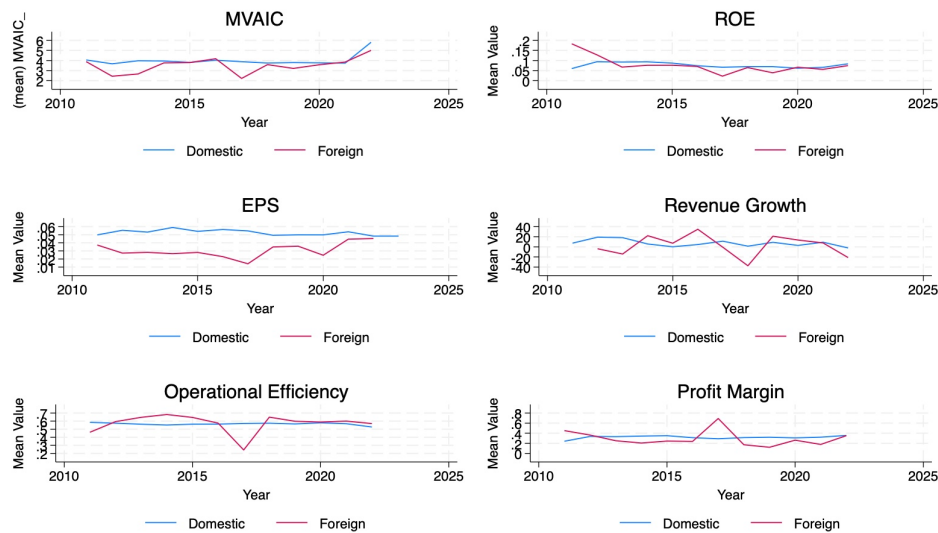 MVAIC
(mean) MVAIC_
6
5
4
3
2
2010 2015 2020 2025
Year
Domestic Foreign
ROE
Mean Value
.2
.15
.1
.05
0
2010 2015 2020 2025
Year
Domestic Foreign
EPS
Mean Value
.06
.05
.04
.03
.02
.01
2010 2015 2020 2025
Year
Domestic Foreign
Revenue Growth
Mean Value
40
20
0
-20
-40
2010 2015 2020 2025
Year
Domestic Foreign
Operational Efficiency
Mean Value
.7
.6
.5
.4
.3
.2
2010 2015 2020 2025
Year
Domestic Foreign
Profit Margin
Mean Value
.8
.6
.4
.2
0
2010 2015 2020 2025
Year
Domestic Foreign